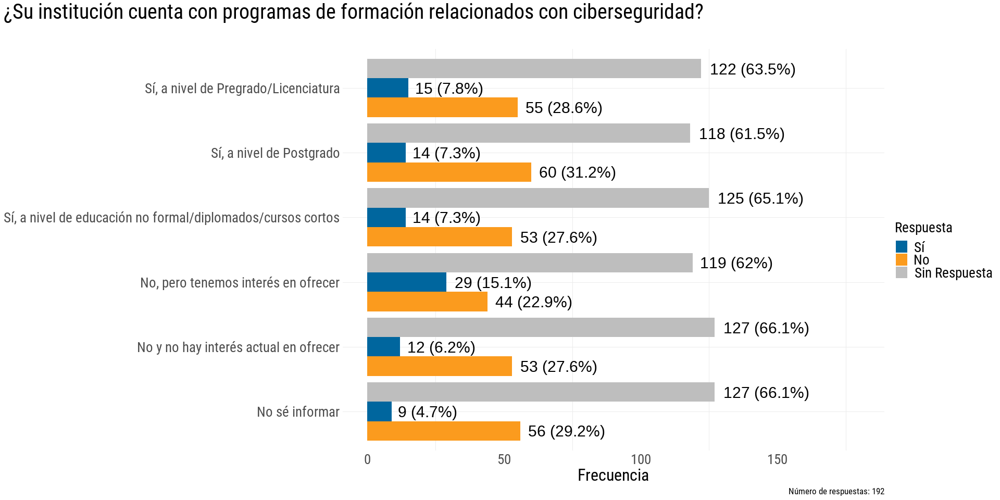 ¿Su institución cuenta con programas de formación relacionados con ciberseguridad?
Sí, a nivel de Pregrado/Licenciatura
122 (63.5%)
15 (7.8%)
55 (28.6%)
Sí, a nivel de Postgrado
118 (61.5%)
14 (7.3%)
60 (31.2%)
Sí, a nivel de educación no formal/diplomados/cursos cortos
125 (65.1%)
14 (7.3%)
53 (27.6%)
No, pero tenemos interés en ofrecer
119 (62%)
29 (15.1%)
44 (22.9%)
No y no hay interés actual en ofrecer
127 (66.1%)
12 (6.2%)
53 (27.6%)
No sé informar
127 (66.1%)
9 (4.7%)
56 (29.2%)
0 50 100 150
Frecuencia
Respuesta
Sí
No
Sin Respuesta
Número de respuestas: 192